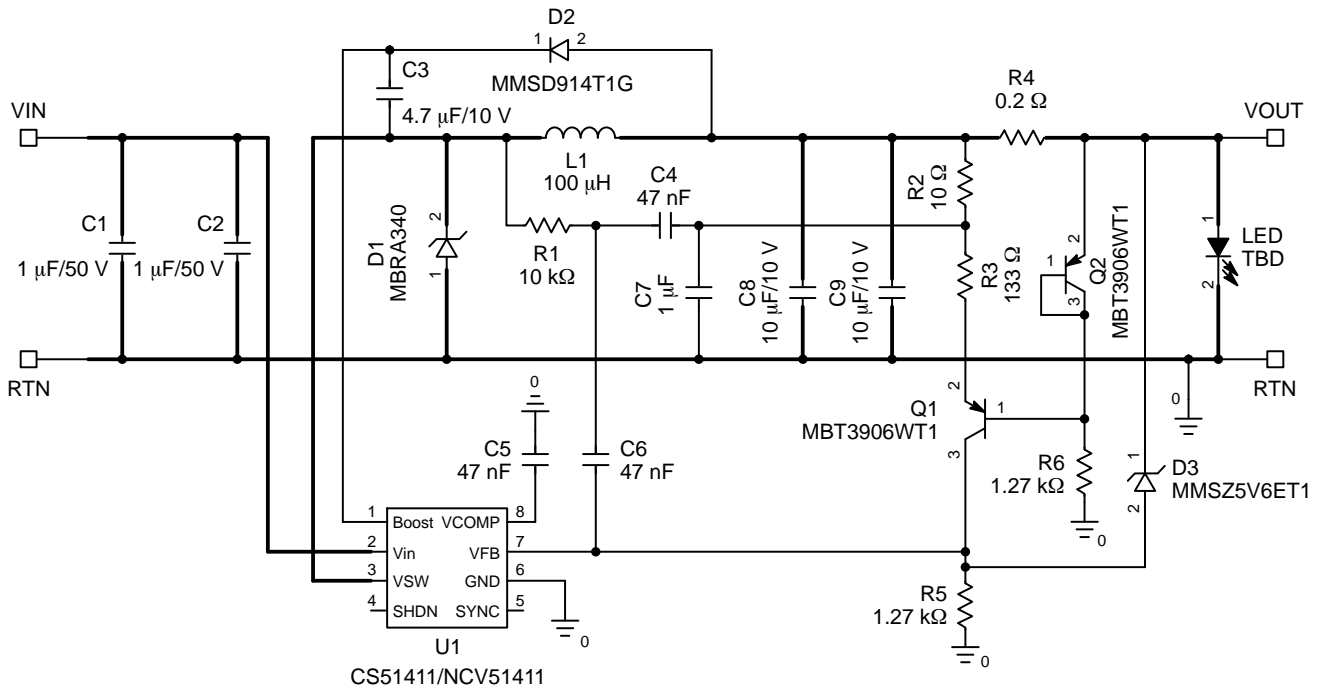 D2
1 2
MMSD914T1G
C3
4.7 μF/10 V
R4
0.2 Ω
VIN
VOUT
L1
100 μH
C4
47 nF
R2
10 Ω
C1
1 μF/50 V
C2
1 μF/50 V
D1
MBRA340
2
1
R1
10 kΩ
C7
1 μF
C8
10 μF/10 V
C9
10 μF/10 V
R3
133 Ω
1
2
3
Q2
MBT3906WT1
1
2
LED
TBD
RTN
RTN
0
0
Q1
MBT3906WT1
2
1
3
C5
47 nF
C6
47 nF
R6
1.27 kΩ
0
1
2
D3
MMSZ5V6ET1
1 Boost VCOMP 8
2 Vin VFB 7
3 VSW GND 6
4 SHDN SYNC 5
0
R5
1.27 kΩ
0
U1
CS51411/NCV51411